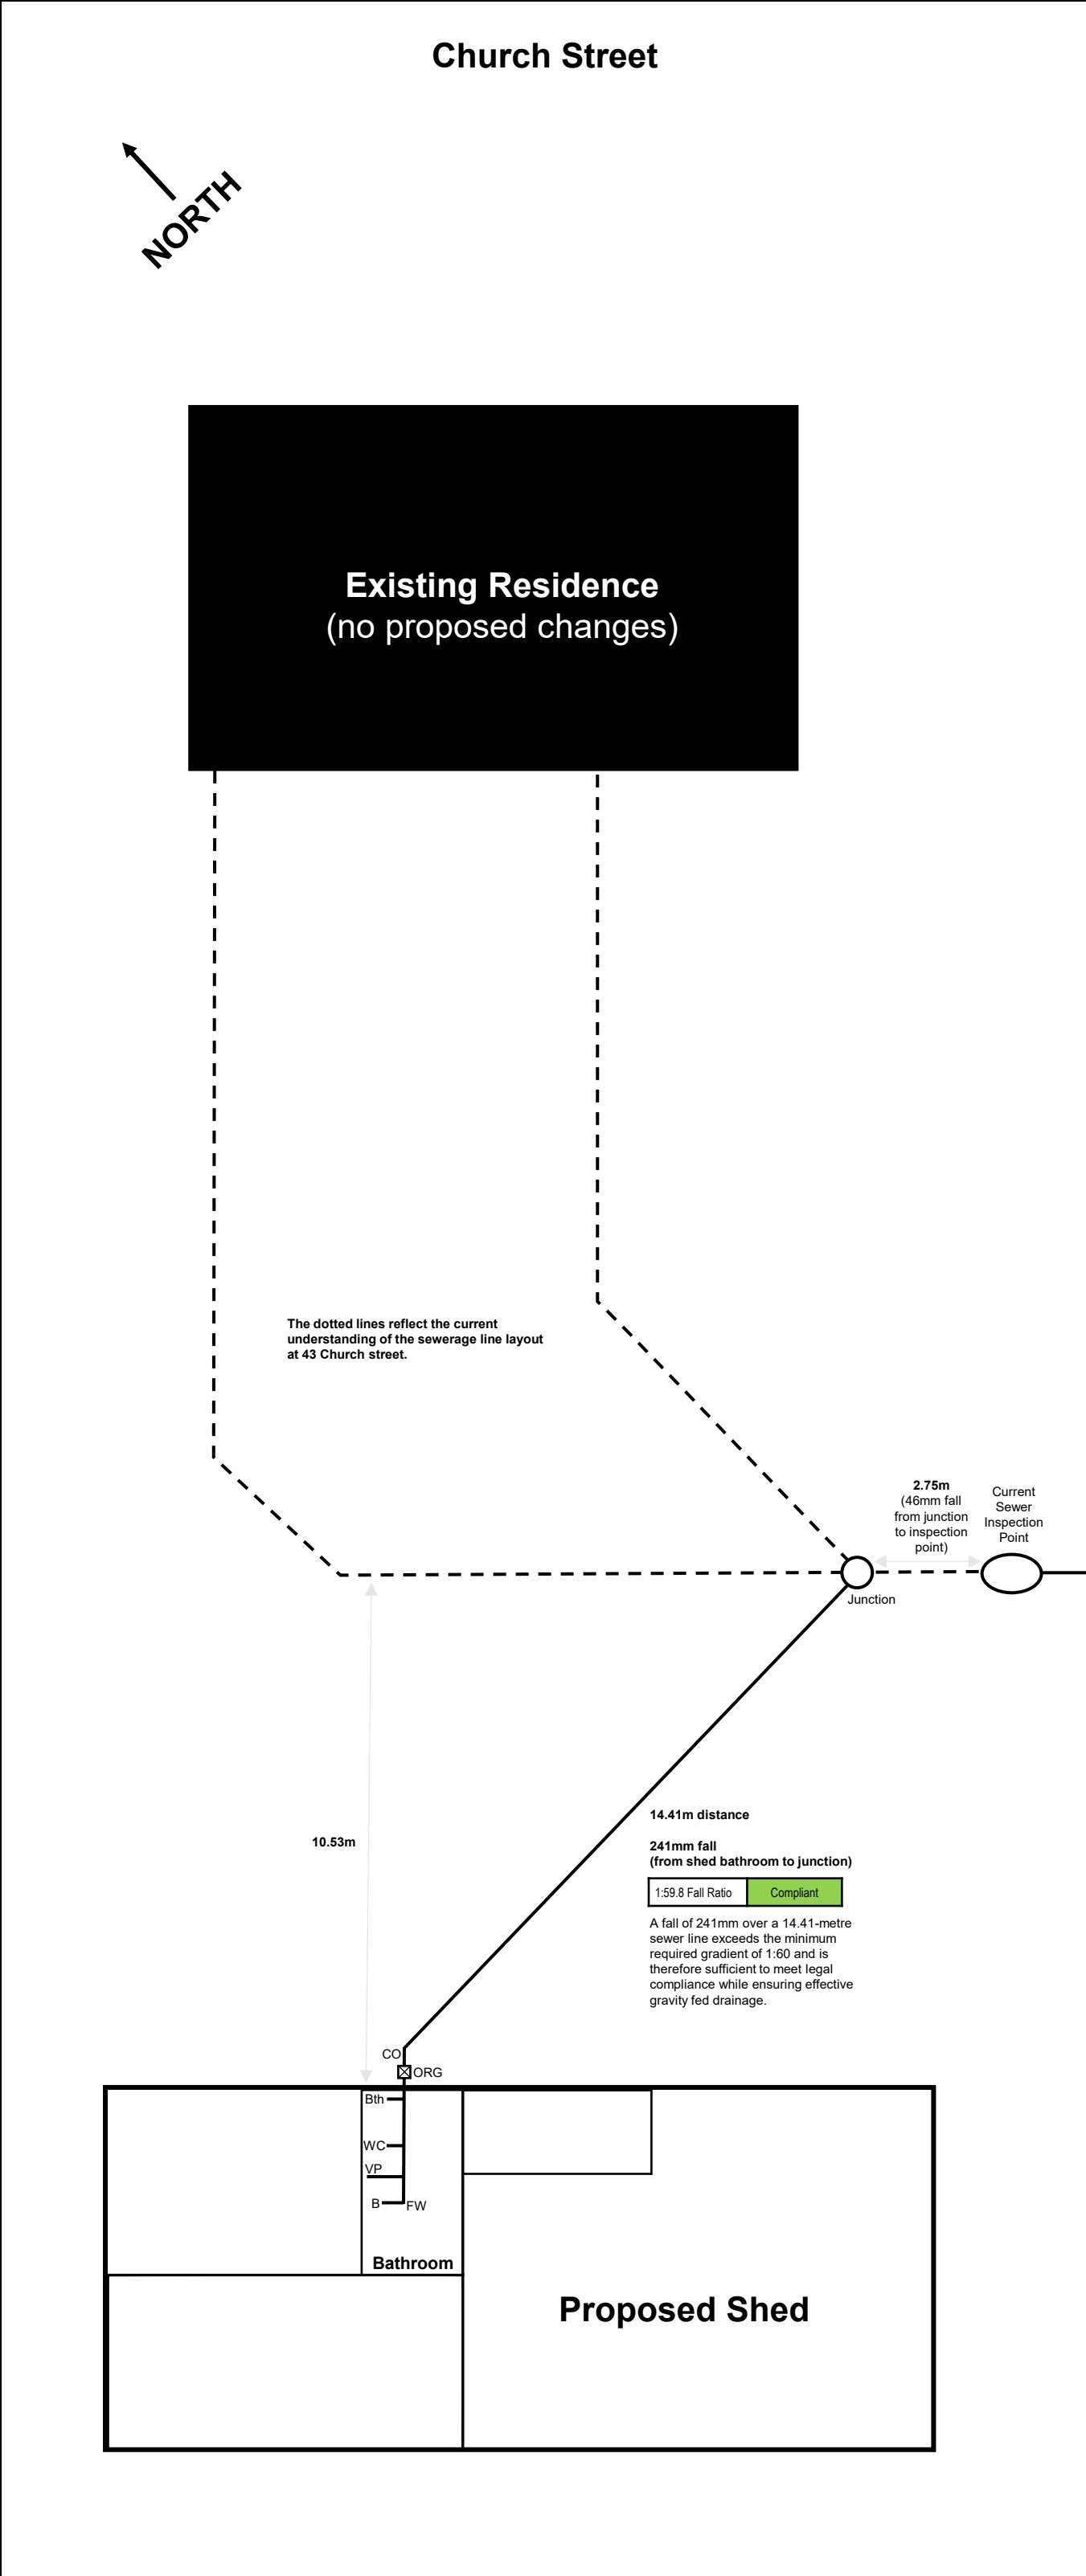 Church Street
NORTH
Existing Residence
(no proposed changes)
The dotted lines reflect the current
understanding of the sewerage line layout
at 43 Church street.
2.75m
(46mm fall
from junction
to inspection
point)
Current
Sewer
Inspection
Point
Junction
14.41m distance
241mm fall
(from shed bathroom to junction)
1:59.8 Fall Ratio
Compliant
A fall of 241mm over a 14.41-metre
sewer line exceeds the minimum
required gradient of 1:60 and is
therefore sufficient to meet legal
compliance while ensuring effective
gravity fed drainage.
10.53m
CO
ORG
Bth
WC
VP
B
FW
Bathroom
Proposed Shed